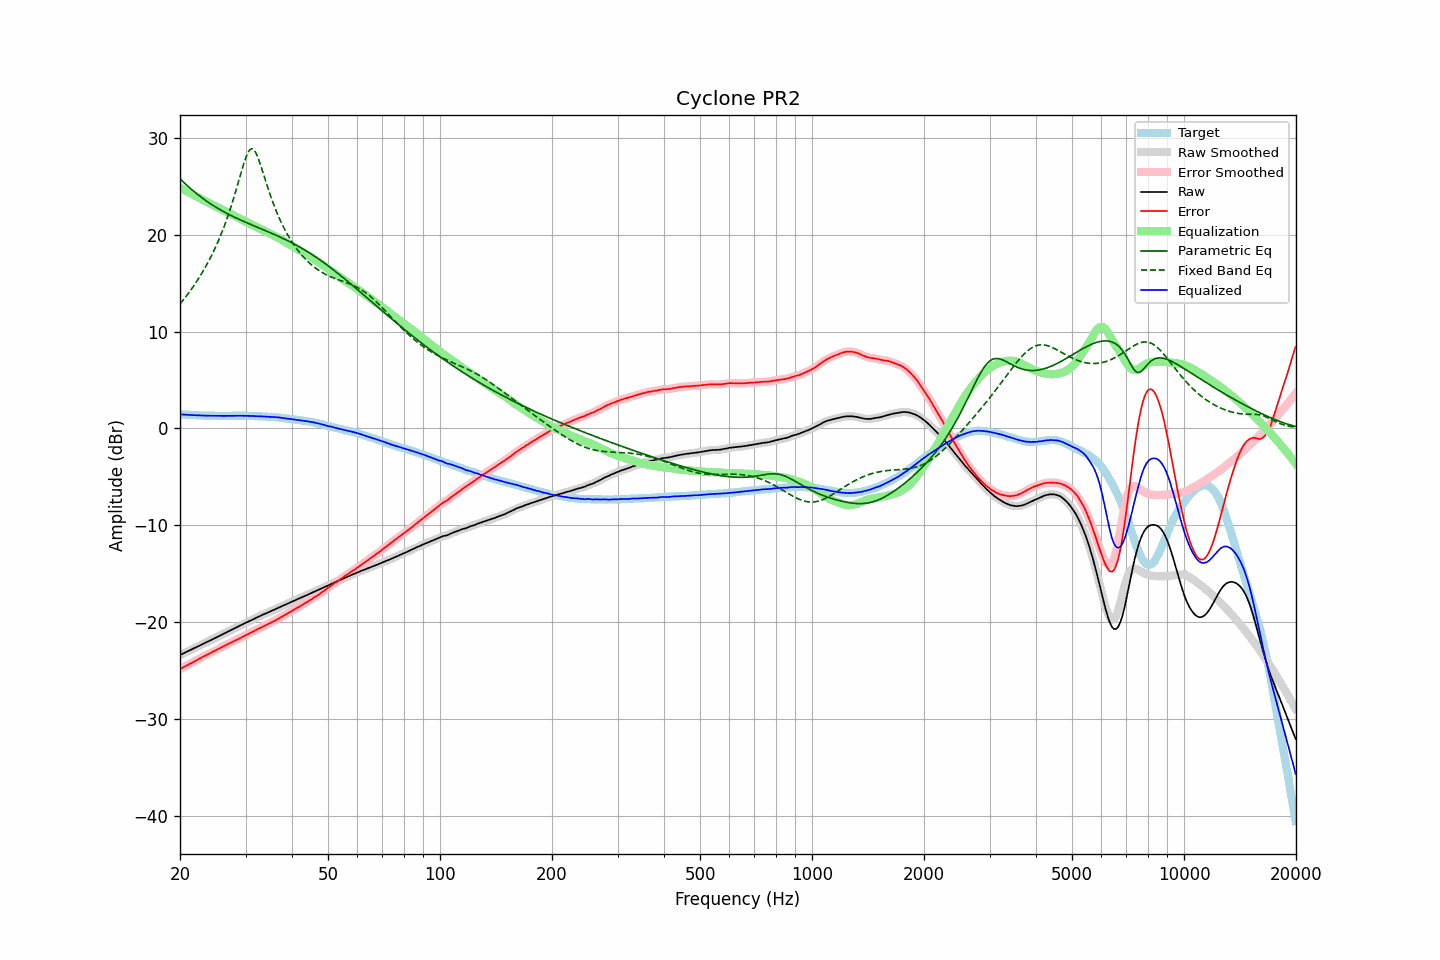 Cyclone PR2
Amplitude (dBr)
30
20
10
0
−10
−20
−30
−40
Target
Raw Smoothed
Error Smoothed
Raw
Error
Equalization
Parametric Eq
Fixed Band Eq
Equalized
20 50 100 200 500 1000 2000 5000 10000 20000
Frequency (Hz)